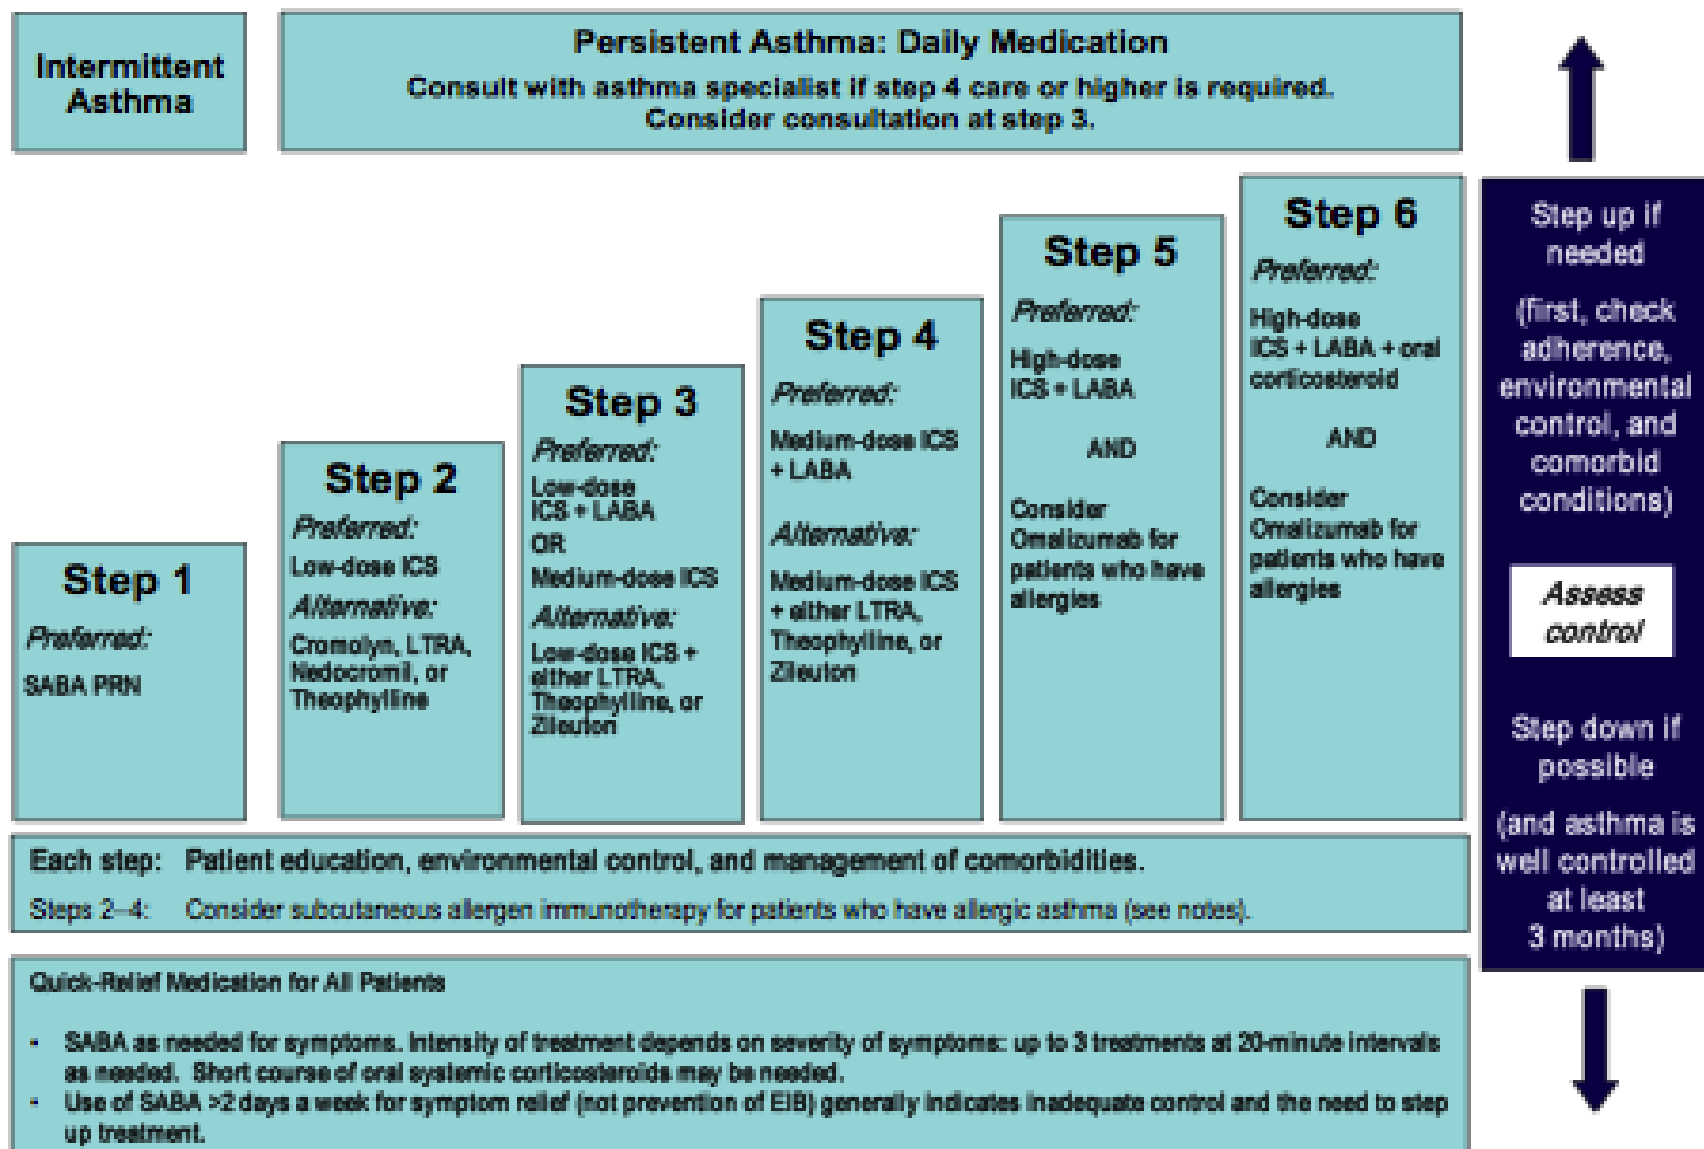 Intermittent
Asthma
Persistent Asthma: Daily Medication
Consult with asthma specialist if step 4 care or higher is required.
Consider consultation at step 3.
Step 1
Preferred:
SABA PRN
Step 2
Preferred:
Low-dose ICS
Alternative:
Cromolyn, LTRA,
Nedocromil, or
Theophylline
Step 3
Preferred:
Low-dose
ICS + LABA
OR
Medium-dose ICS
Alternative:
Low-dose ICS +
either LTRA,
Theophylline, or
Zileuton
Step 4
Preferred:
Medium-dose ICS
+ LABA
Alternative:
Medium-dose ICS
+ either LTRA,
Theophylline, or
Zileuton
Step 5
Preferred:
High-dose
ICS + LABA
AND
Consider
Omalizumab for
patients who have
allergies
Step 6
Preferred:
High-dose
ICS + LABA + oral
corticosteroid
AND
Consider
Omalizumab for
patients who have
allergies
Step up if
needed
(first, check
adherence,
environmental
control, and
comorbid
conditions)
Assess
control
Step down if
possible
(and asthma is
well controlled
at least
3 months)
Each step: Patient education, environmental control, and management of comorbidities.
Steps 2–4: Consider subcutaneous allergen immunotherapy for patients who have allergic asthma (see notes).
Quick-Relief Medication for All Patients
• SABA as needed for symptoms. Intensity of treatment depends on severity of symptoms: up to 3 treatments at 20-minute intervals
as needed. Short course of oral systemic corticosteroids may be needed.
• Use of SABA >2 days a week for symptom relief (not prevention of EIB) generally indicates inadequate control and the need to step
up treatment.